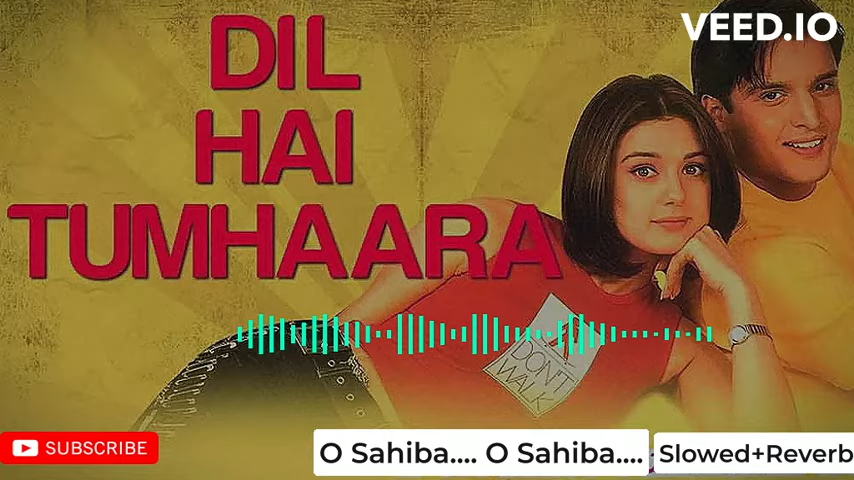 VEED.IO
DIL
HAI
TUMHAARA
DON'T
WALK
SUBSCRIBE
O Sahiba.... O Sahiba....
Slowed+Reverb